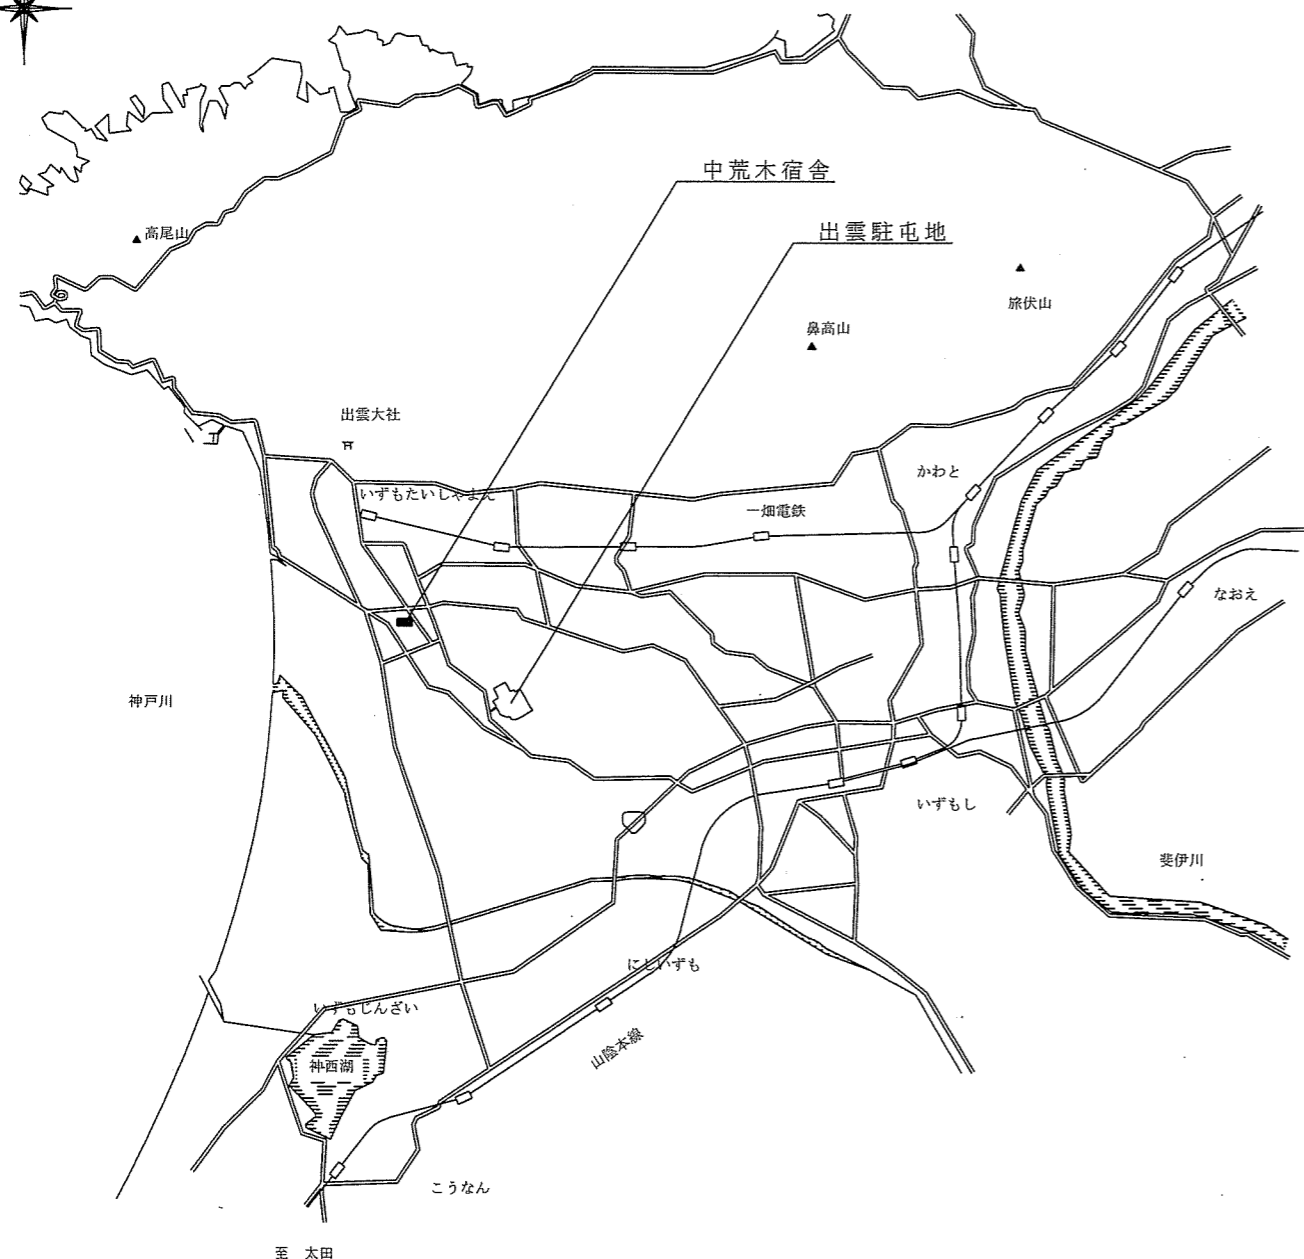 中荒木宿舎
出雲駐屯地
高尾山
旅伏山
鼻高山
出雲大社
かわと
いずもたいしゃまえ
一畑電鉄
なおえ
神戸川
いずもし
斐伊川
にしいずも
いずもじんざい
山陰本線
神西湖
こうなん
至 太田